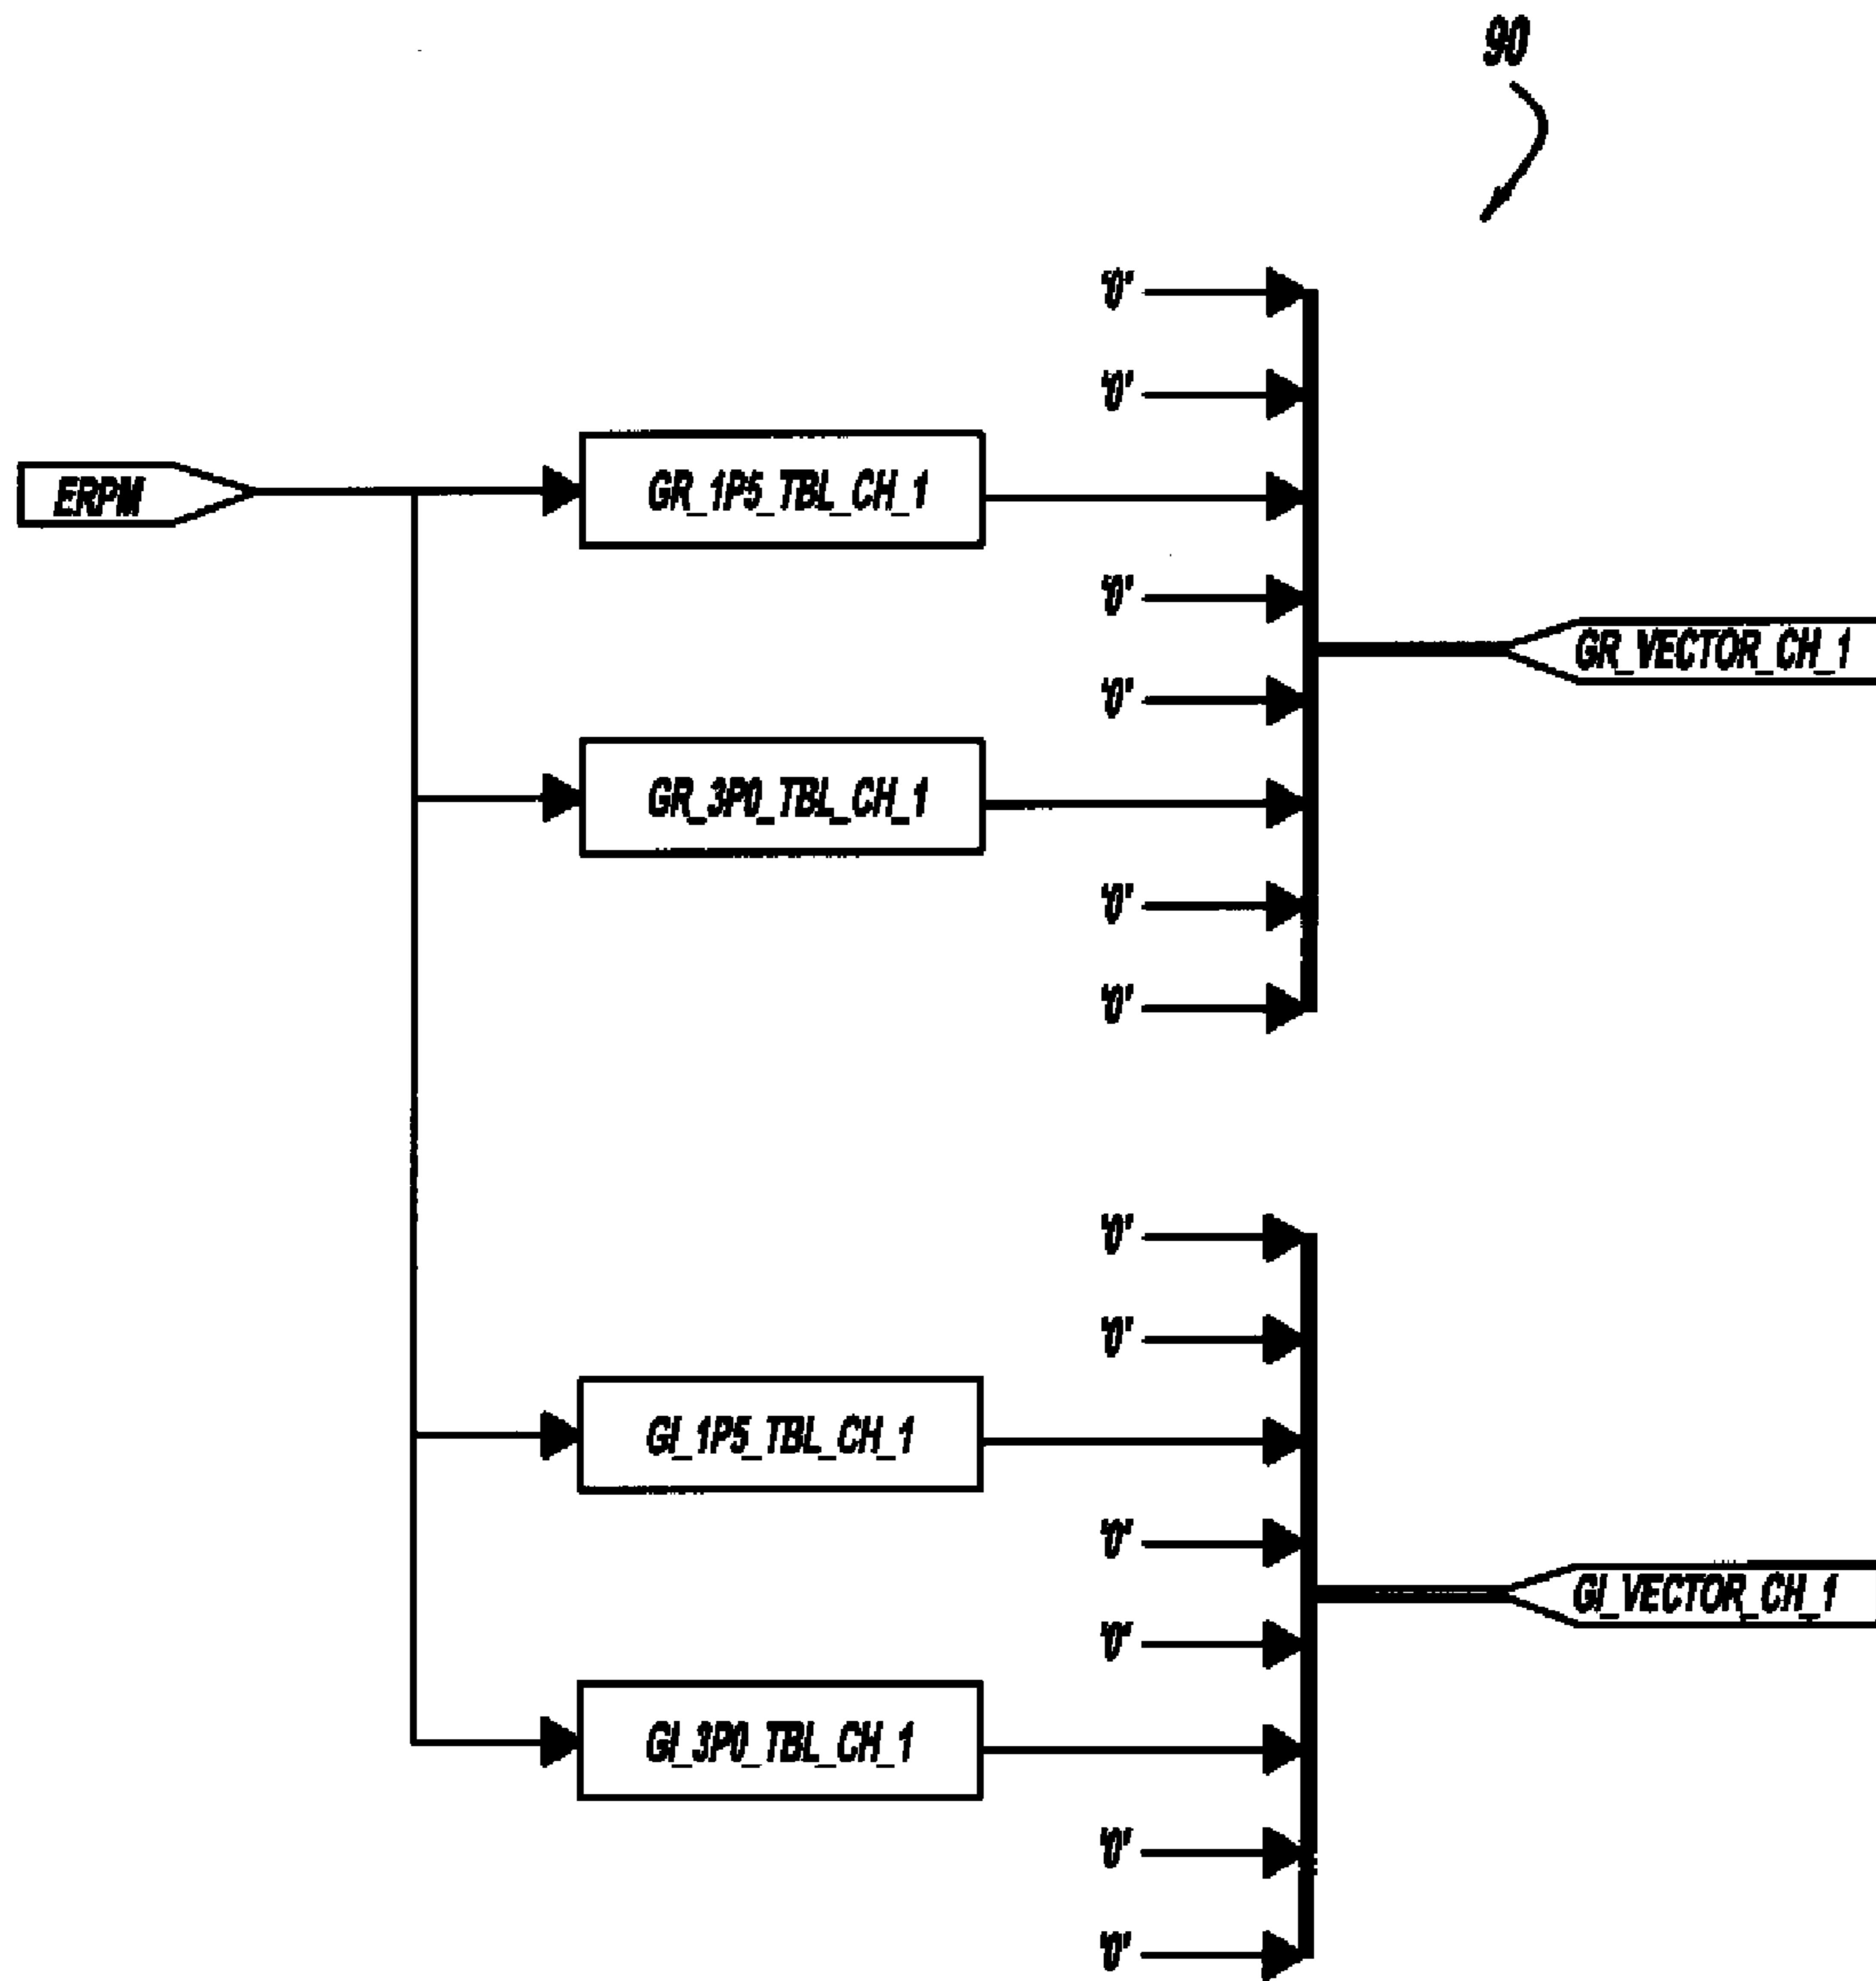 90
'0'
'0'
ERPM
GR_1P5_TBL_CH_1
'0'
GR_VECTOR_CH_1
'0'
GR_3P0_TBL_CH_1
'0'
'0'
'0'
'0'
GI_1P5_TBL_CH_1
'0'
GI_VECTOR_CH_1
'0'
GI_3P0_TBL_CH_1
'0'
'0'